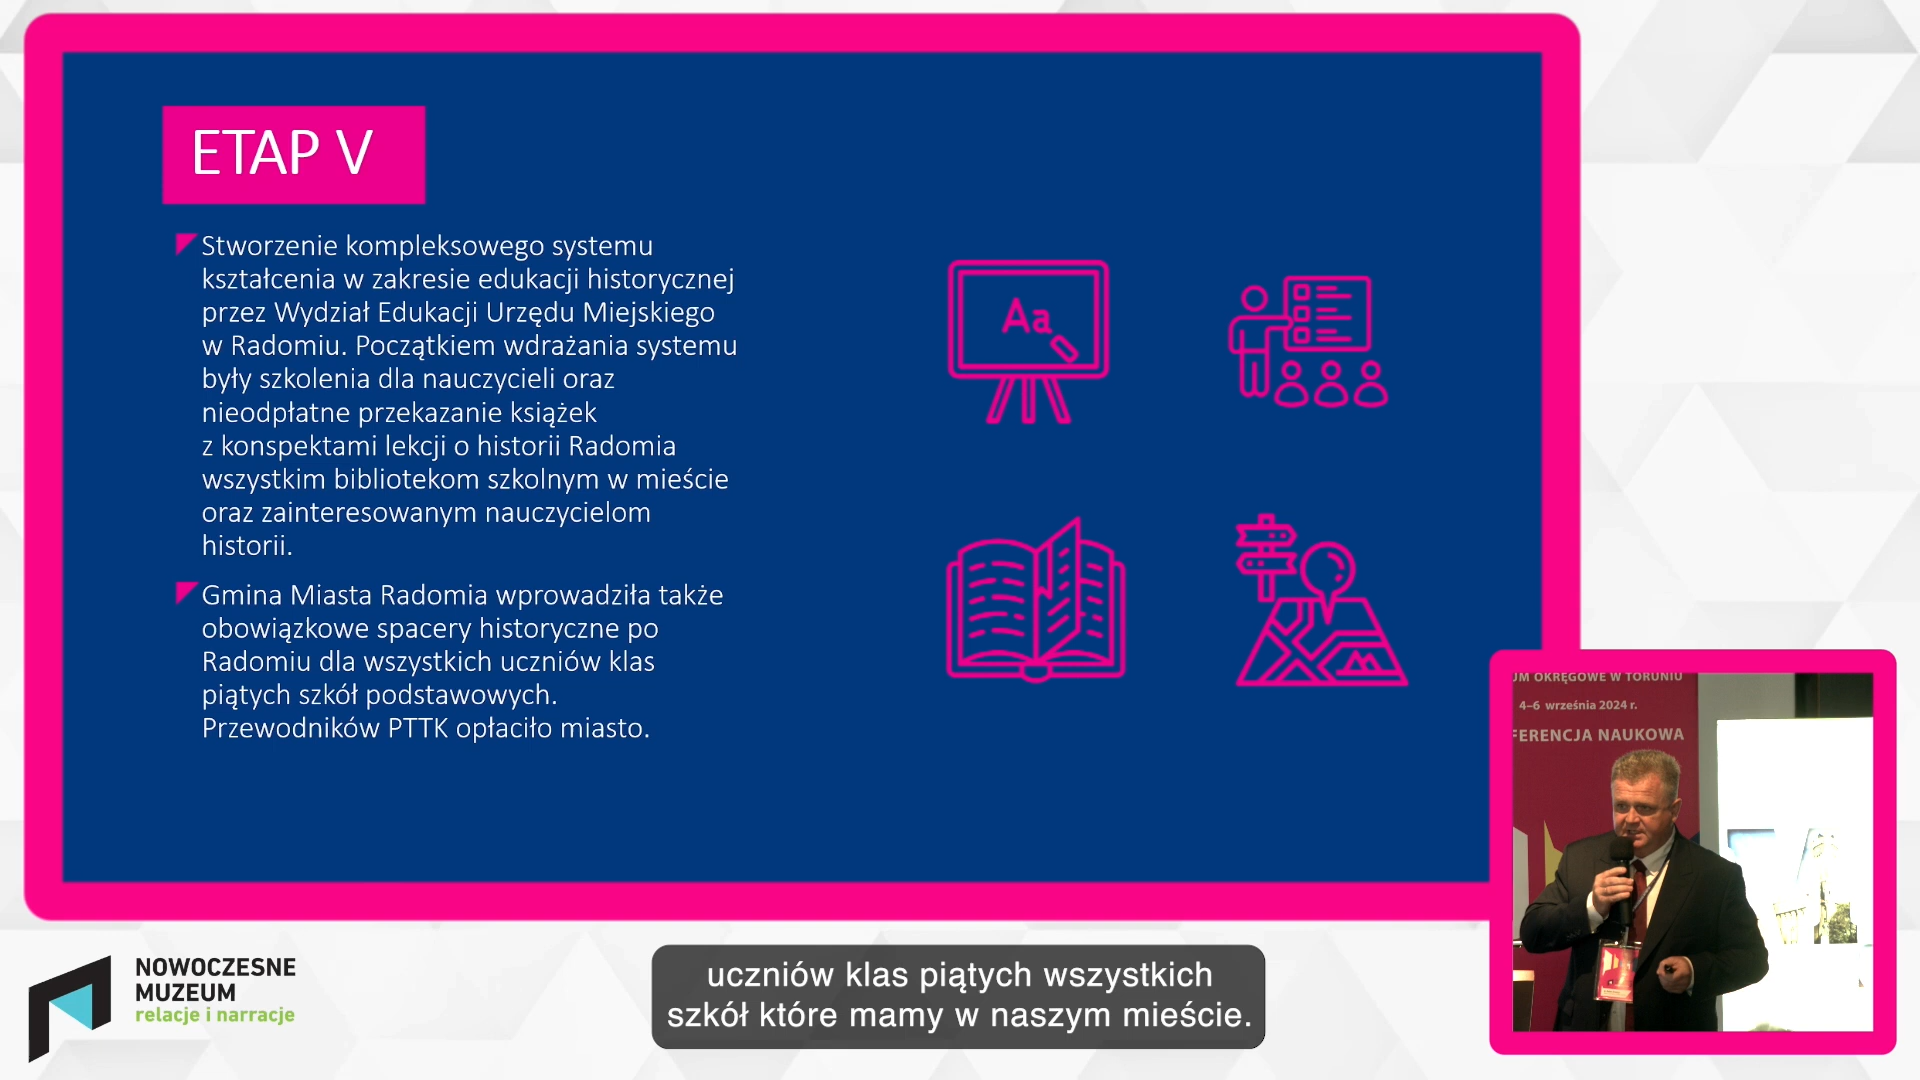 ETAP V
Stworzenie kompleksowego systemu
kształcenia w zakresie edukacji historycznej
przez Wydział Edukacji Urzędu Miejskiego
w Radomiu. Początkiem wdrażania systemu
były szkolenia dla nauczycieli oraz
nieodpłatne przekazanie książek
z konspektami lekcji o historii Radomia
wszystkim bibliotekom szkolnym w mieście
oraz zainteresowanym nauczycielom
historii.
Gmina Miasta Radomia wprowadziła także
obowiązkowe spacery historyczne po
Radomiu dla wszystkich uczniów klas
piątych szkół podstawowych.
Przewodników PTTK opłaciło miasto.
Aa
UM OKRĘGOWE W TORUNIU
4–6 września 2024 r.
FERENCJA NAUKOWA
NOWOCZESNE
MUZEUM
relacje i narracje
uczniów klas piątych wszystkich
szkół które mamy w naszym mieście.